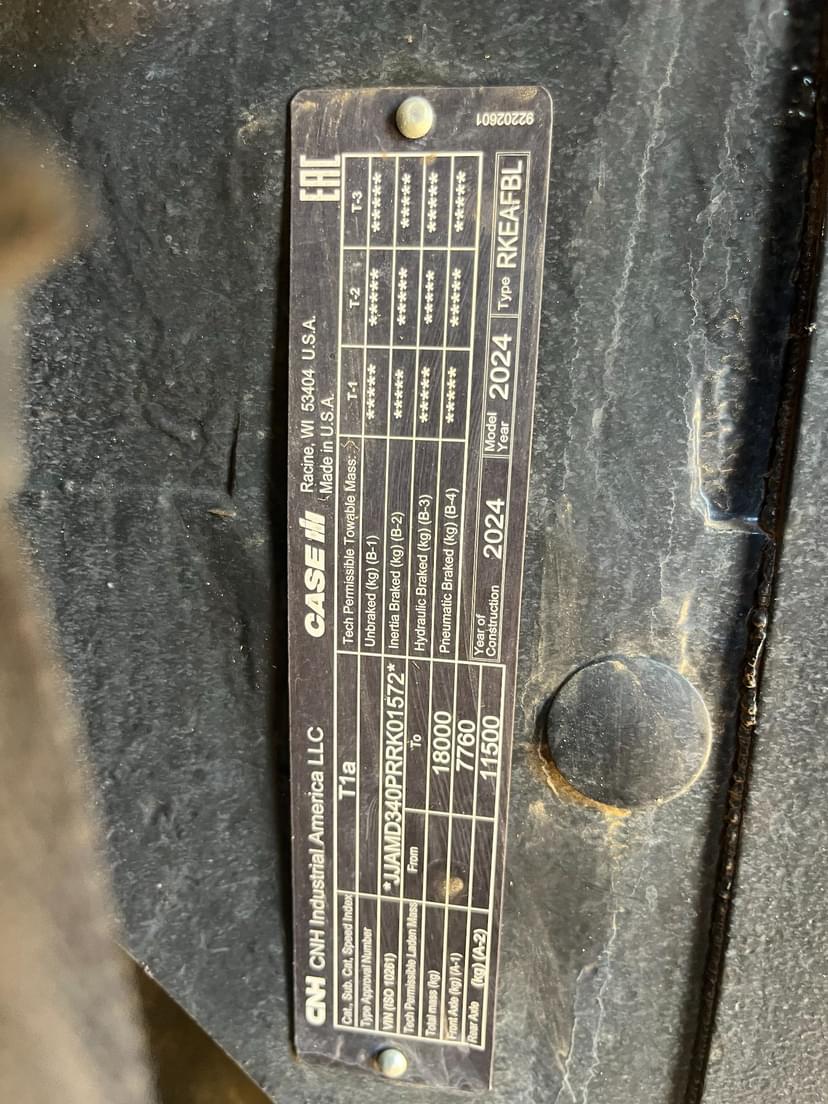 CNH CNH Industrial America LLC CASE IH Racine, WI 53404 U.S.A. EAC
Made in U.S.A.
Cat., Sub. Cat, Speed Index T1a
Type Approval Number
VIN (ISO 10261) *JJAMD340PRRK01572*
Tech Permissible Laden Mass From To
Total mass (kg) 18000
Front Axle (kg) (A-1) 7760
Rear Axle (kg) (A-2) 11500
Tech Permissible Towable Mass: T-1 T-2 T-3
Unbraked (kg) (B-1) ***** ***** *****
Inertia Braked (kg) (B-2) ***** ***** *****
Hydraulic Braked (kg) (B-3) ***** ***** *****
Pneumatic Braked (kg) (B-4) ***** ***** *****
Year of Construction 2024 Model Year 2024 Type RKEAFBL
92202601